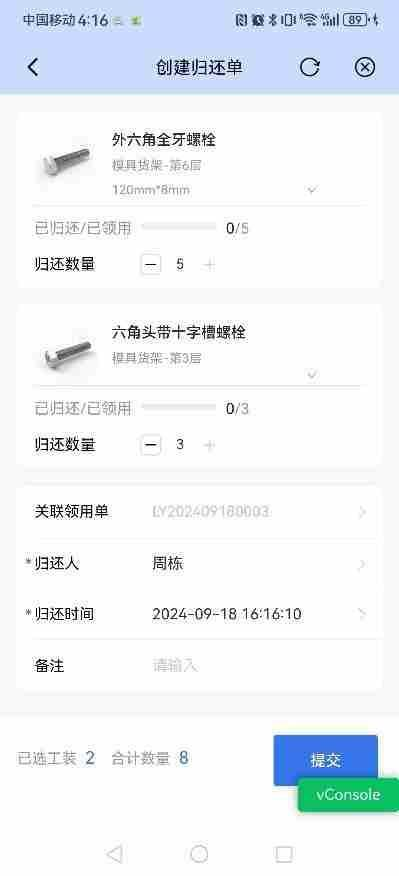 中国移动 4:16 89
创建归还单
外六角全牙螺栓
模具货架-第6层
120mm*8mm
已归还/已领用 0/5
归还数量 5
六角头带十字槽螺栓
模具货架-第3层
已归还/已领用 0/3
归还数量 3
关联领用单 LY202409180003
*归还人 周栋
*归还时间 2024-09-18 16:16:10
备注 请输入
已选工装 2 合计数量 8
提交
vConsole